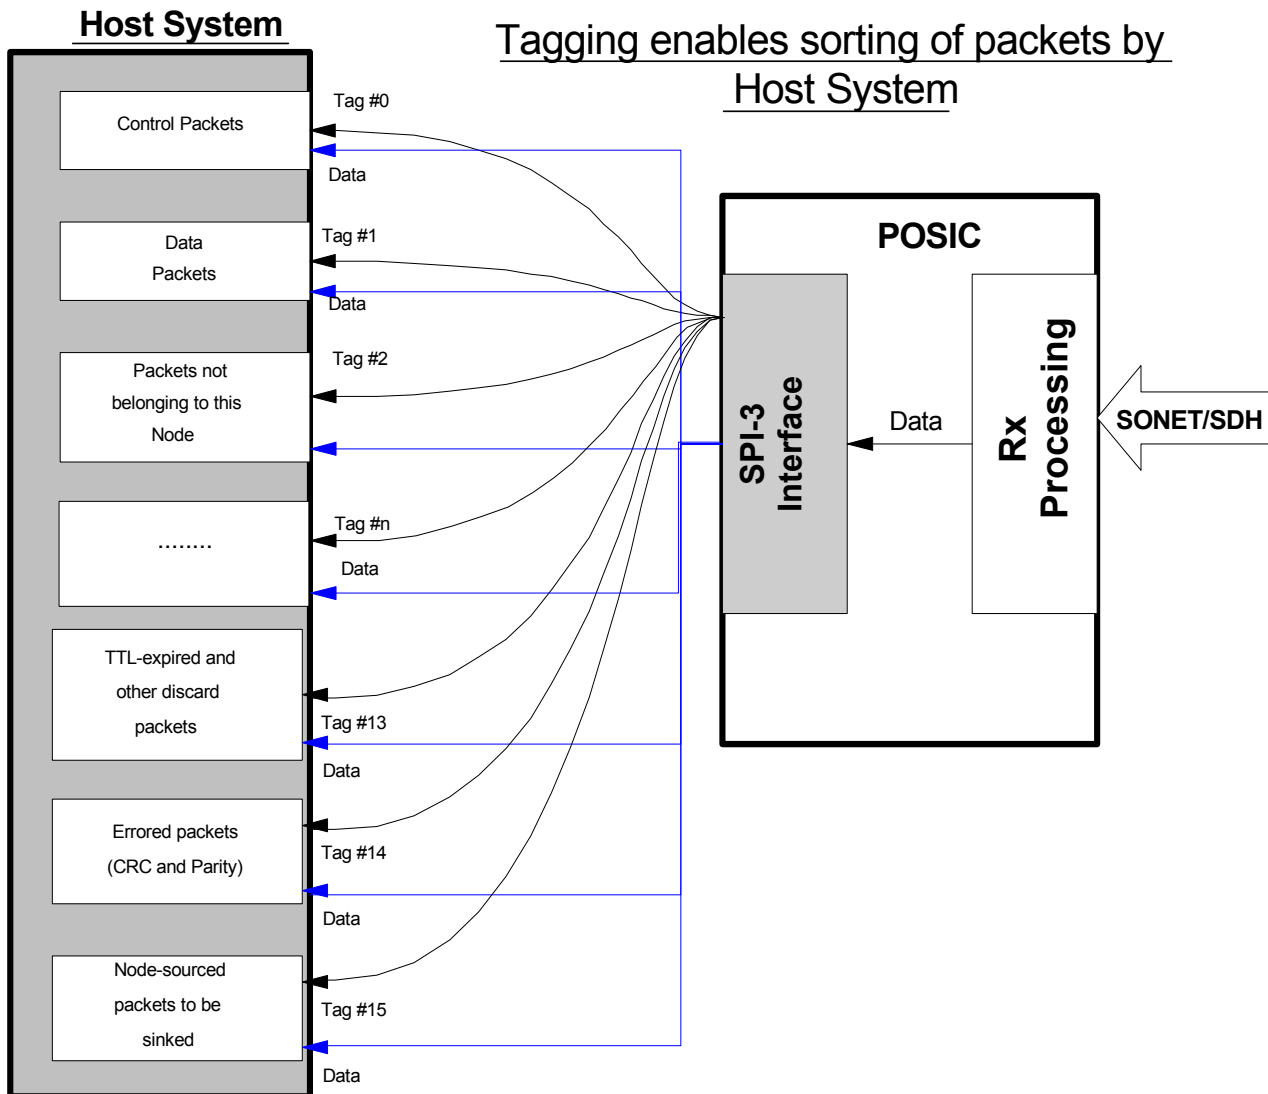 Host System
Tagging enables sorting of packets by
Host System
Tag #0
Control Packets
Data
Tag #1
Data
Packets
Data
POSIC
Tag #2
Packets not
belonging to this
Node
SPI-3
Interface
Data
Rx
Processing
SONET/SDH
Tag #n
........
Data
TTL-expired and
other discard
packets
Tag #13
Data
Errored packets
(CRC and Parity)
Tag #14
Data
Node-sourced
packets to be
sinked
Tag #15
Data